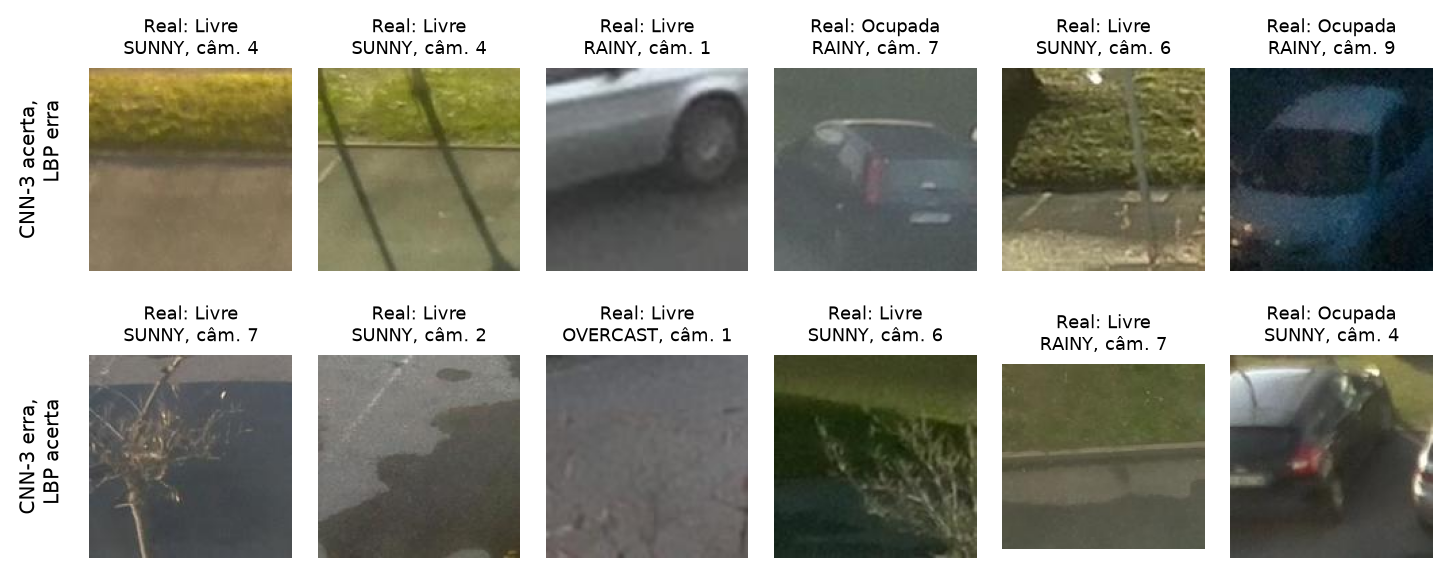 Real: Livre
SUNNY, câm. 4
Real: Livre
SUNNY, câm. 4
Real: Livre
RAINY, câm. 1
Real: Ocupada
RAINY, câm. 7
Real: Livre
SUNNY, câm. 6
Real: Ocupada
RAINY, câm. 9
CNN-3 acerta,
LBP erra
Real: Livre
SUNNY, câm. 7
Real: Livre
SUNNY, câm. 2
Real: Livre
OVERCAST, câm. 1
Real: Livre
SUNNY, câm. 6
Real: Livre
RAINY, câm. 7
Real: Ocupada
SUNNY, câm. 4
CNN-3 erra,
LBP acerta